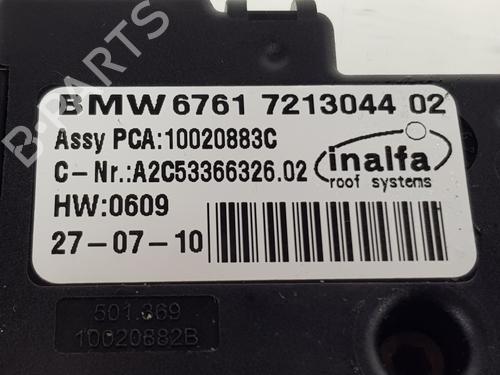 B-PARTS
BMW 6761 7213044 02
Assy PCA:10020883C
C-Nr.:A2C53366326.02
inalfa
roof systems
HW:0609
27-07-10
501.369
10020882B